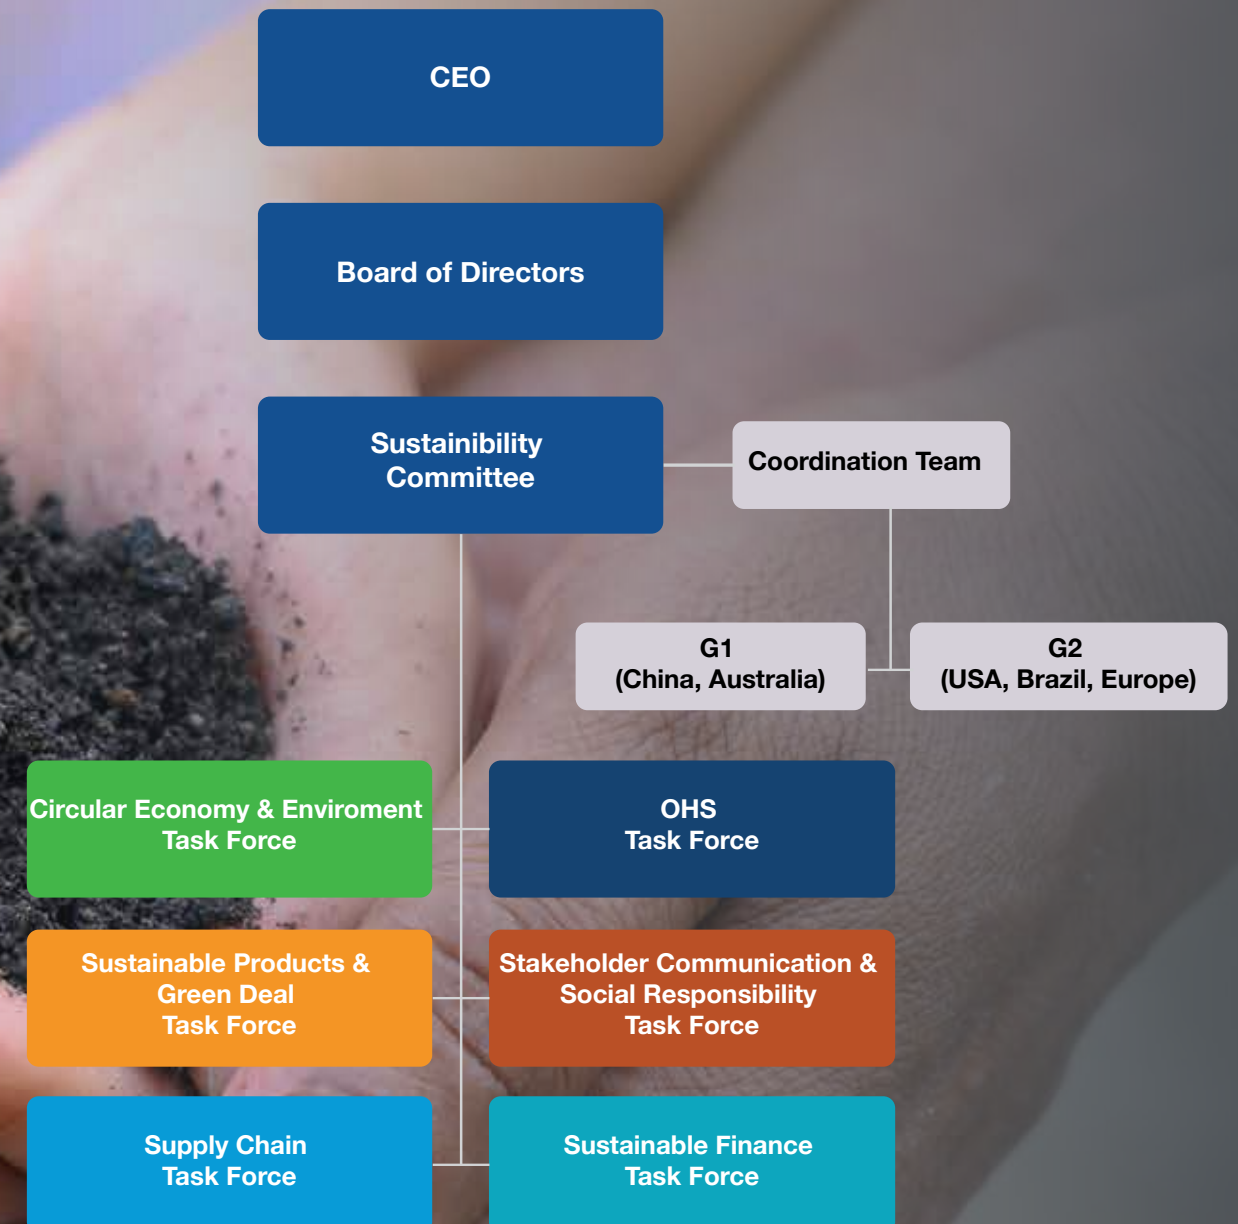 CEO
Board of Directors
Sustainibility
Committee
Coordination Team
G1
(China, Australia)
G2
(USA, Brazil, Europe)
Circular Economy & Enviroment
Task Force
OHS
Task Force
Sustainable Products &
Green Deal
Task Force
Stakeholder Communication &
Social Responsibility
Task Force
Supply Chain
Task Force
Sustainable Finance
Task Force